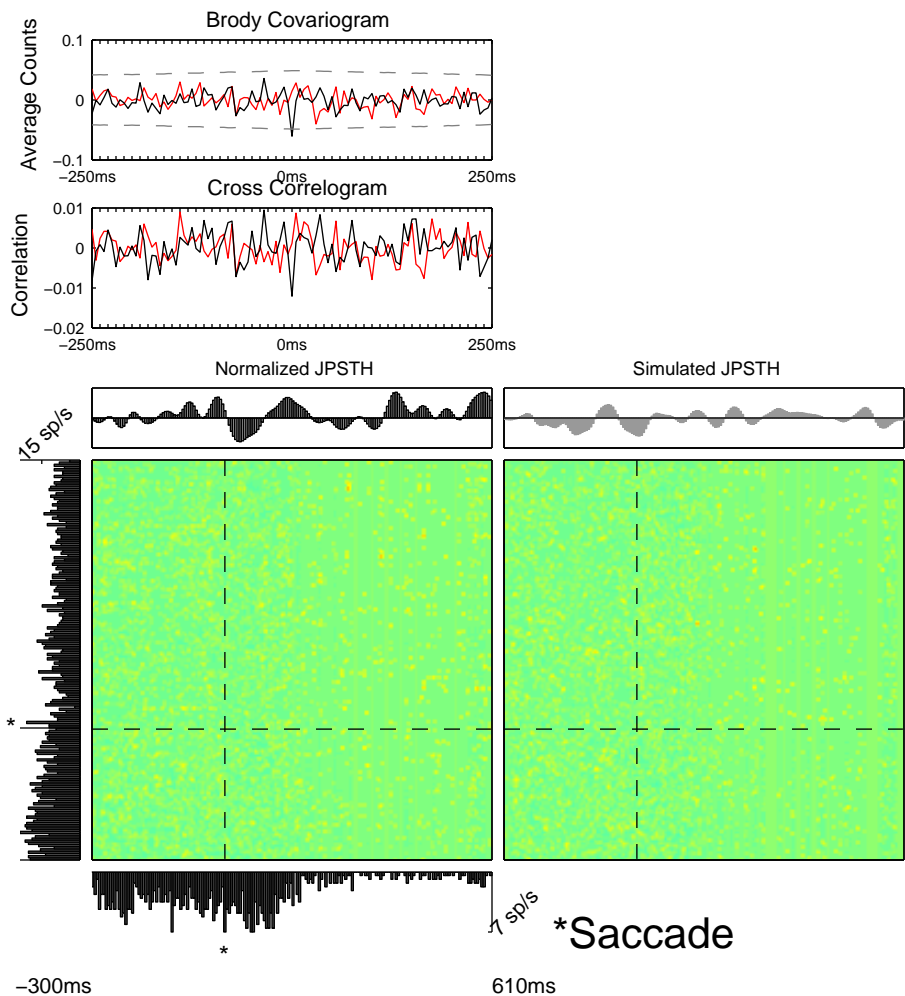 Brody Covariogram
0.1
0
−0.1
Average Counts
−250ms
0ms
250ms
Cross Correlogram
0.01
0
−0.01
−0.02
Correlation
−250ms
0ms
250ms
Normalized JPSTH
Simulated JPSTH
15 sp/s
*
7 sp/s
*
*Saccade
−300ms
610ms